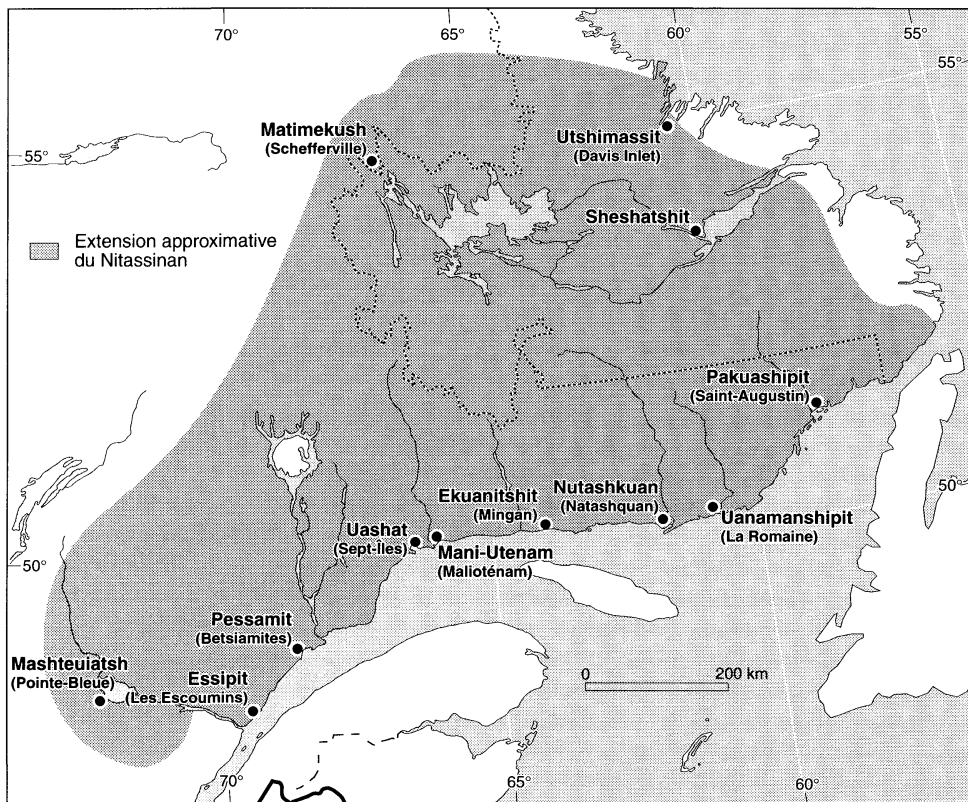 70°
65°
60°
55°
55°
Matimekush
(Schefferville)
Utshimassit
(Davis Inlet)
55°
Sheshatshit
Extension approximative
du Nitassinan
Pakuashipit
(Saint-Augustin)
50°
Ekuanitshit
(Mingan)
Nutashkuan
(Natashquan)
Uanamanshipit
(La Romaine)
Uashat
(Sept-Îles)
Mani-Utenam
(Malioténam)
50°
Pessamit
(Betsiamites)
Mashteuiatsh
(Pointe-Bleue)
Essipit
(Les Escoumins)
0 200 km
70°
65°
60°